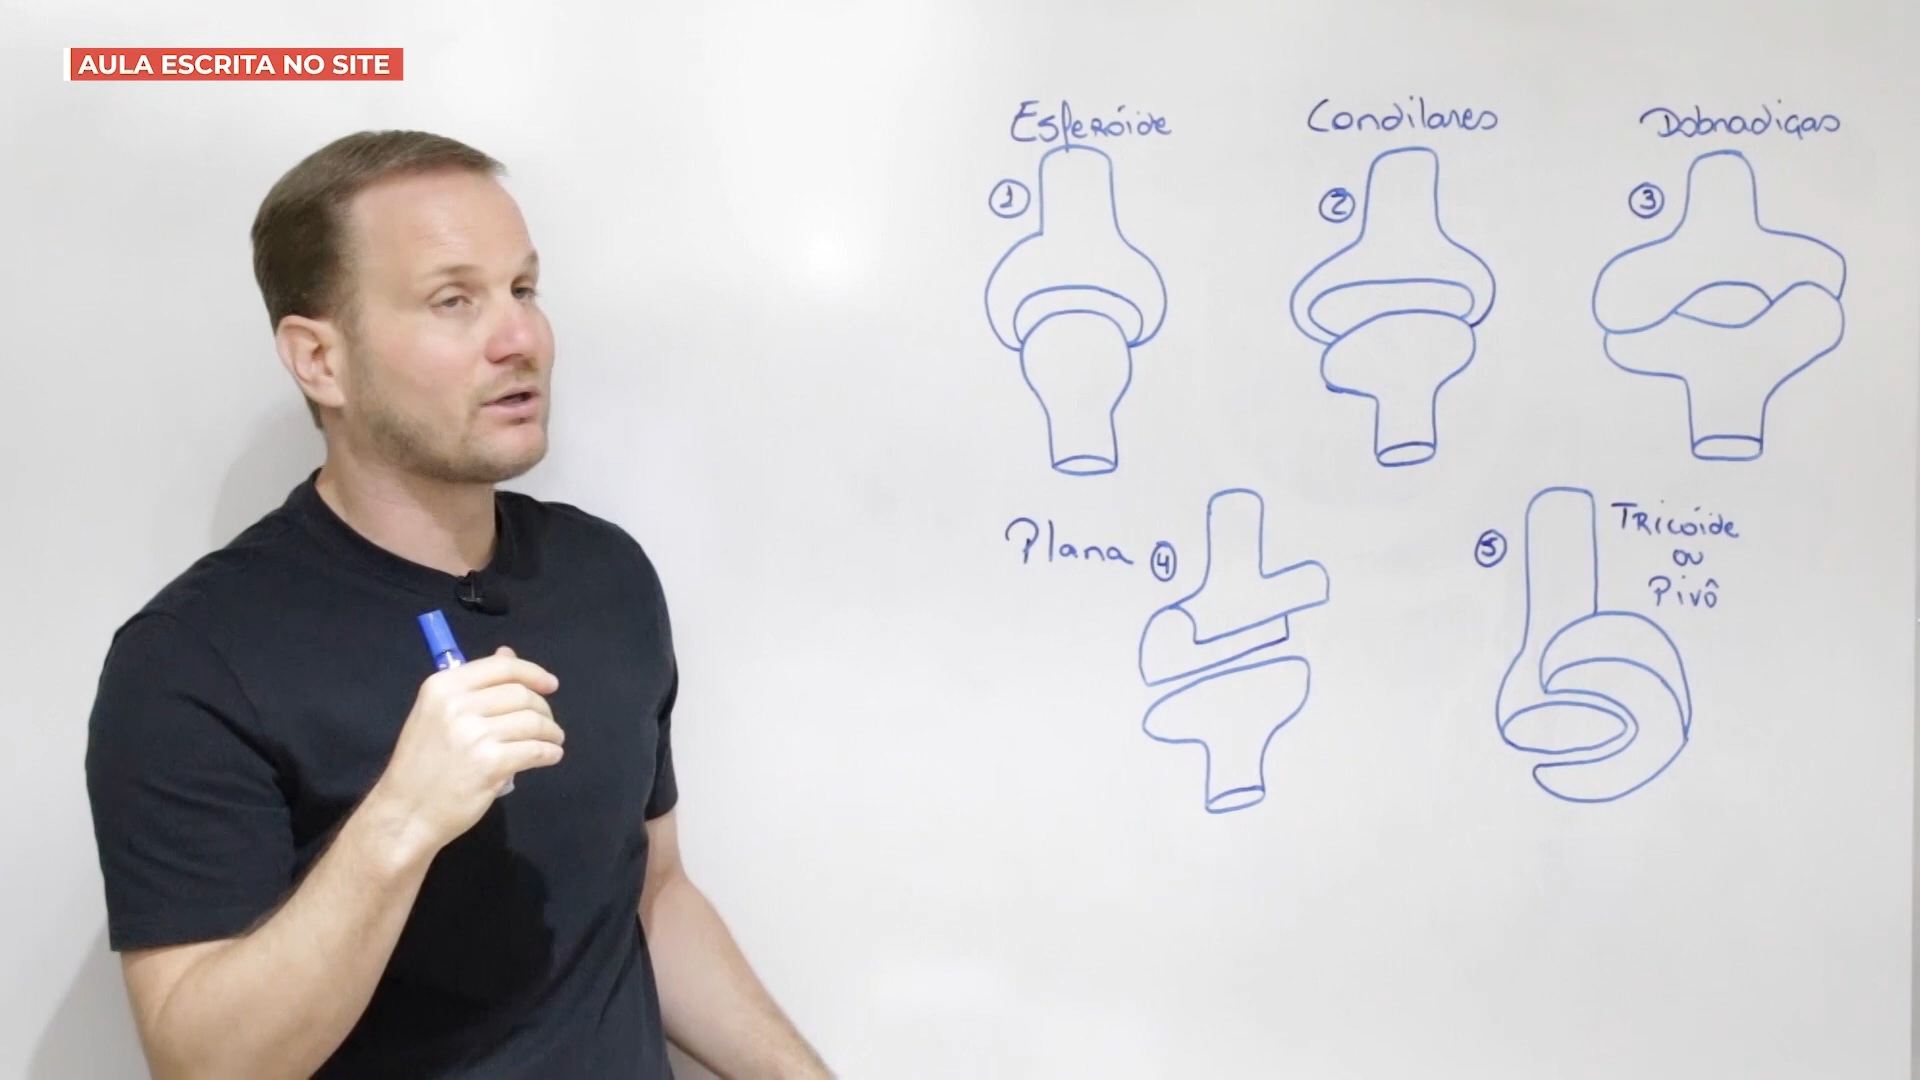 AULA ESCRITA NO SITE
Esferóide
Condilares
Dobradiças
1
2
3
Plana 4
5
Tricóide
ou
Pivô